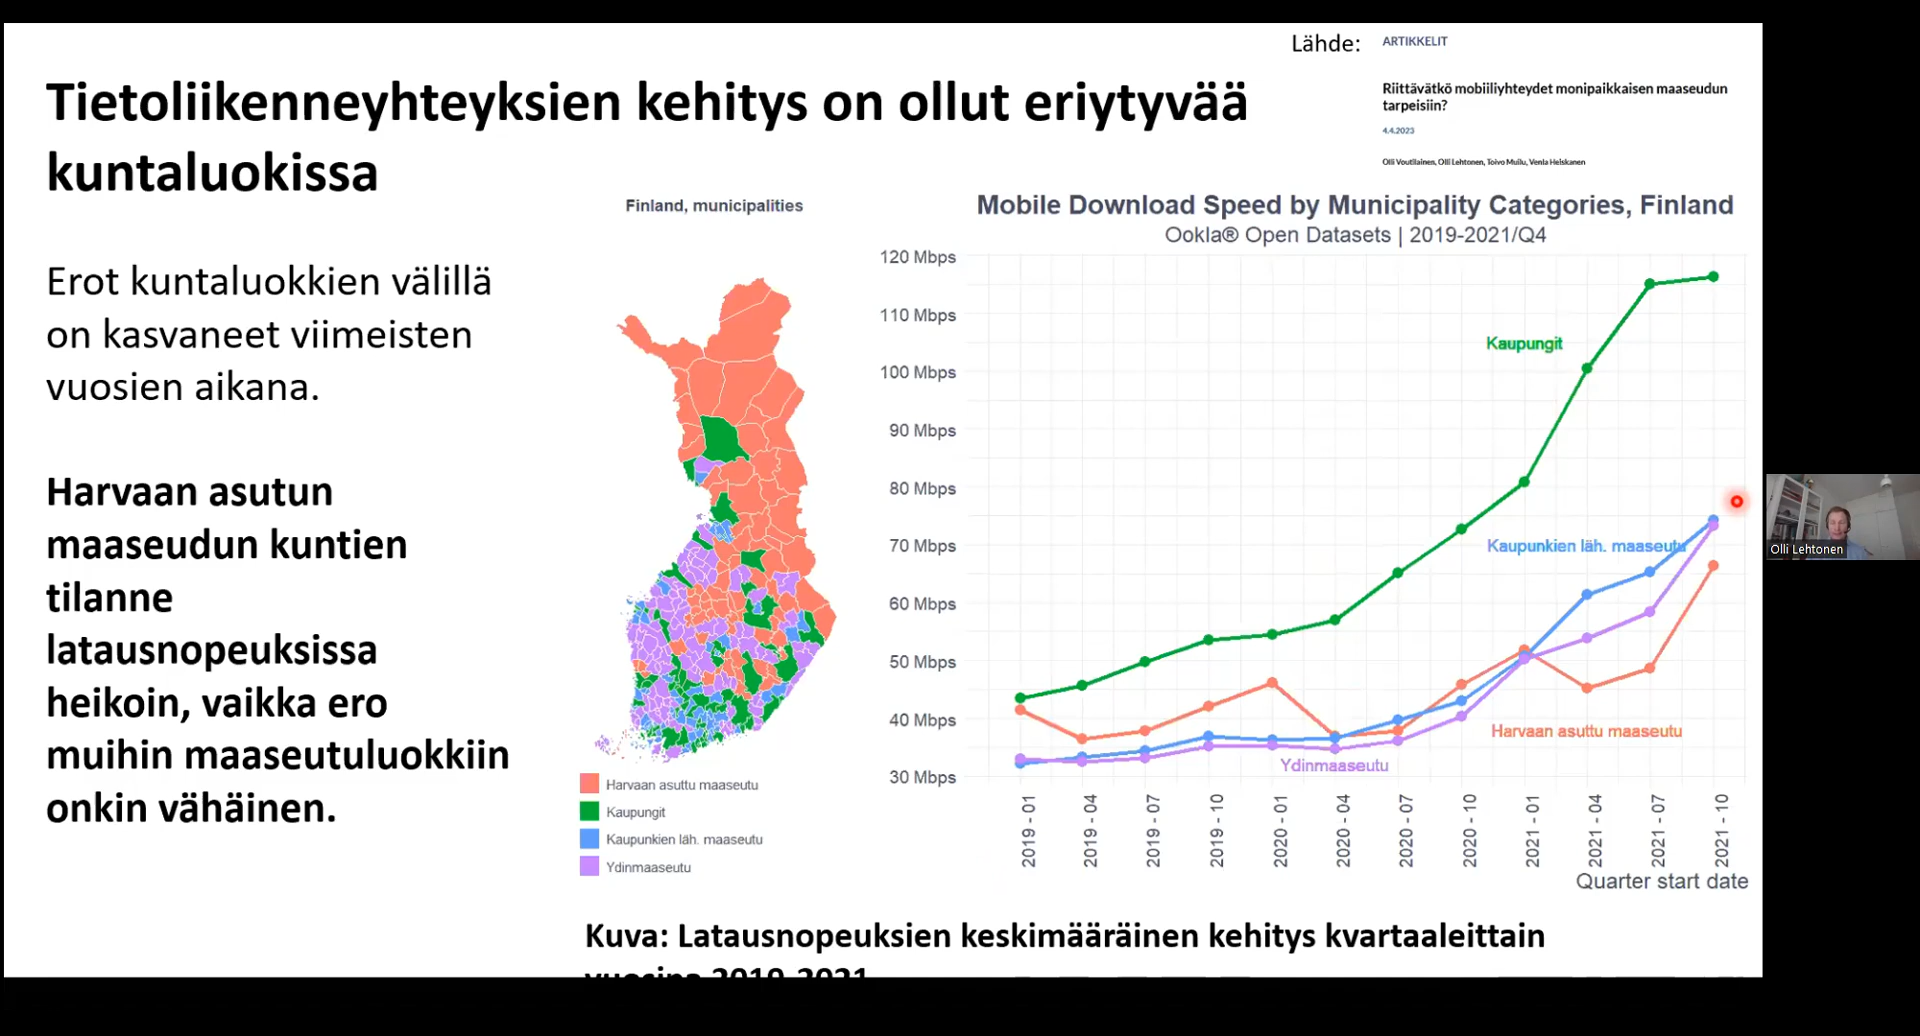 Lähde:
ARTIKKELIT
Riittävätkö mobiiliyhteydet monipaikkaisen maaseudun
tarpeisiin?
4.4.2023
Olli Voutilainen, Olli Lehtonen, Toivo Muilu, Venla Heiskanen
Tietoliikenneyhteyksien kehitys on ollut eriytyvää
kuntaluokissa
Erot kuntaluokkien välillä
on kasvaneet viimeisten
vuosien aikana.
Harvaan asutun
maaseudun kuntien
tilanne
latausnopeuksissa
heikoin, vaikka ero
muihin maaseutuluokkiin
onkin vähäinen.
Finland, municipalities
Harvaan asuttu maaseutu
Kaupungit
Kaupunkien läh. maaseutu
Ydinmaaseutu
Mobile Download Speed by Municipality Categories, Finland
Ookla® Open Datasets | 2019-2021/Q4
120 Mbps
110 Mbps
100 Mbps
90 Mbps
80 Mbps
70 Mbps
60 Mbps
50 Mbps
40 Mbps
30 Mbps
Kaupungit
Kaupunkien läh. maaseutu
Harvaan asuttu maaseutu
Ydinmaaseutu
2019 - 01
2019 - 04
2019 - 07
2019 - 10
2020 - 01
2020 - 04
2020 - 07
2020 - 10
2021 - 01
2021 - 04
2021 - 07
2021 - 10
Quarter start date
Kuva: Latausnopeuksien keskimääräinen kehitys kvartaaleittain
vuosina 2019-2021
Olli Lehtonen